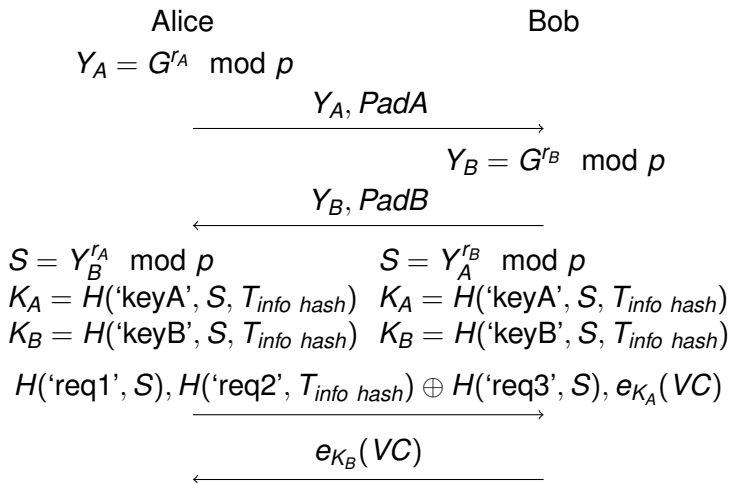 Alice Bob
Y_A = G^{r_A} mod p
Y_A, PadA
Y_B = G^{r_B} mod p
Y_B, PadB
S = Y_B^{r_A} mod p S = Y_A^{r_B} mod p
K_A = H(‘keyA’, S, T_{info hash}) K_A = H(‘keyA’, S, T_{info hash})
K_B = H(‘keyB’, S, T_{info hash}) K_B = H(‘keyB’, S, T_{info hash})
H(‘req1’, S), H(‘req2’, T_{info hash}) ⊕ H(‘req3’, S), e_{K_A}(VC)
e_{K_B}(VC)